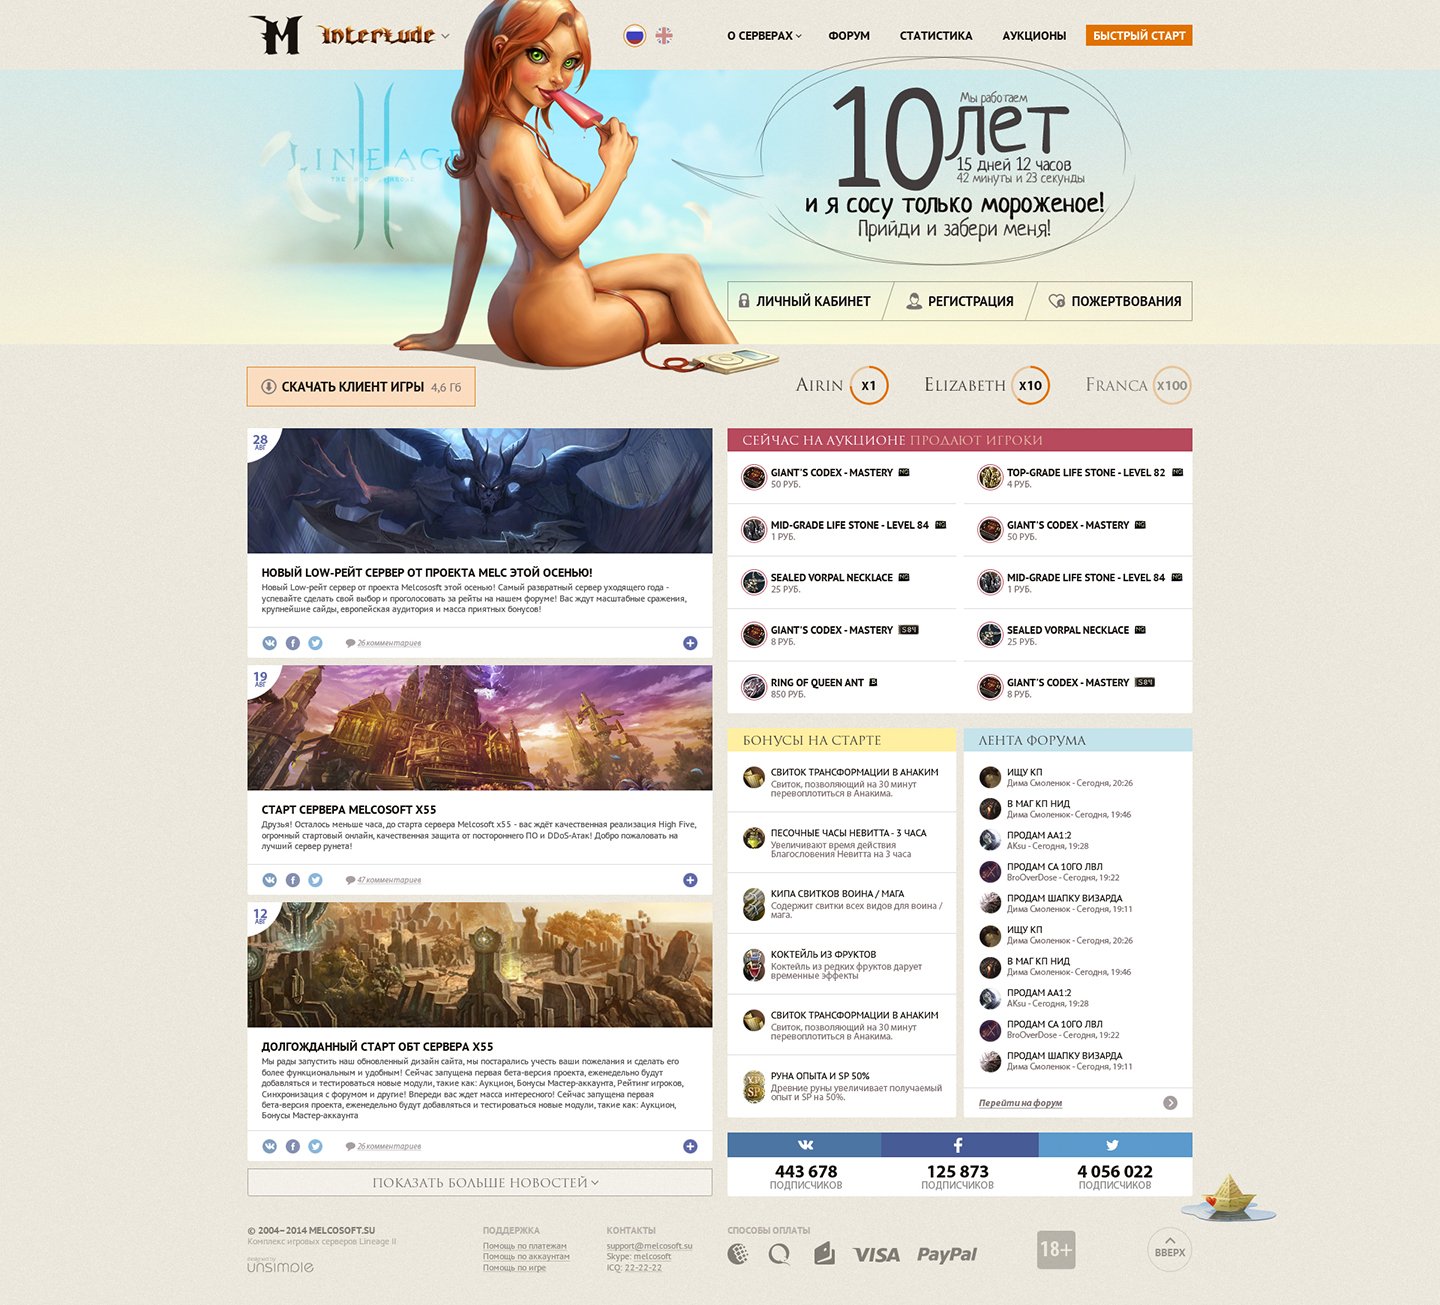 M Interlude
О СЕРВЕРАХ
ФОРУМ
СТАТИСТИКА
АУКЦИОНЫ
БЫСТРЫЙ СТАРТ
LINEAGE
II
Мы работаем
10 лет
15 дней 12 часов
42 минуты и 23 секунды
и я сосу только мороженое!
Прийди и забери меня!
ЛИЧНЫЙ КАБИНЕТ
РЕГИСТРАЦИЯ
ПОЖЕРТВОВАНИЯ
СКАЧАТЬ КЛИЕНТ ИГРЫ 4,6 Гб
AIRIN x1
ELIZABETH x10
FRANCA x100
28
АВГ
НОВЫЙ LOW-РЕЙТ СЕРВЕР ОТ ПРОЕКТА MELC ЭТОЙ ОСЕНЬЮ!
Новый Low-рейт сервер от проекта Melcososft этой осенью! Самый развратный сервер уходящего года -
успевайте сделать свой выбор и проголосовать за рейты на нашем форуме! Вас ждут масштабные сражения,
крупнейшие сайды, европейская аудитория и масса приятных бонусов!
26 комментариев
19
АВГ
СТАРТ СЕРВЕРА MELCOSOFT X55
Друзья! Осталось меньше часа, до старта сервера Melcosoft x55 - вас ждёт качественная реализация High Five,
огромный стартовый онлайн, качественная защита от постороннего ПО и DDoS-Атак! Добро пожаловать на
лучший сервер рунета!
47 комментариев
12
АВГ
ДОЛГОЖДАННЫЙ СТАРТ ОБТ СЕРВЕРА X55
Мы рады запустить наш обновленный дизайн сайта, мы постарались учесть ваши пожелания и сделать его
более функциональным и удобным! Сейчас запущена первая бета-версия проекта, еженедельно будут
добавляться и тестироваться новые модули, такие как: Аукцион, Бонусы Мастер-аккаунта, Рейтинг игроков,
Синхронизация с форумом и другие! Впереди вас ждет масса интересного! Сейчас запущена первая
бета-версия проекта, еженедельно будут добавляться и тестироваться новые модули, такие как: Аукцион,
Бонусы Мастер-аккаунта
26 комментариев
ПОКАЗАТЬ БОЛЬШЕ НОВОСТЕЙ
СЕЙЧАС НА АУКЦИОНЕ ПРОДАЮТ ИГРОКИ
GIANT'S CODEX - MASTERY NG
50 РУБ.
TOP-GRADE LIFE STONE - LEVEL 82 NG
4 РУБ.
MID-GRADE LIFE STONE - LEVEL 84 NG
1 РУБ.
GIANT'S CODEX - MASTERY NG
50 РУБ.
SEALED VORPAL NECKLACE NG
25 РУБ.
MID-GRADE LIFE STONE - LEVEL 84 NG
1 РУБ.
GIANT'S CODEX - MASTERY S84
8 РУБ.
SEALED VORPAL NECKLACE NG
25 РУБ.
RING OF QUEEN ANT B
850 РУБ.
GIANT'S CODEX - MASTERY S84
8 РУБ.
БОНУСЫ НА СТАРТЕ
СВИТОК ТРАНСФОРМАЦИИ В АНАКИМ
Свиток, позволяющий на 30 минут
перевоплотиться в Анакима.
ПЕСОЧНЫЕ ЧАСЫ НЕВИТТА - 3 ЧАСА
Увеличивают время действия
Благословения Невитта на 3 часа
КИПА СВИТКОВ ВОИНА / МАГА
Содержит свитки всех видов для воина /
мага.
КОКТЕЙЛЬ ИЗ ФРУКТОВ
Коктейль из редких фруктов дарует
временные эффекты
СВИТОК ТРАНСФОРМАЦИИ В АНАКИМ
Свиток, позволяющий на 30 минут
перевоплотиться в Анакима.
РУНА ОПЫТА И SP 50%
Древние руны увеличивает получаемый
опыт и SP на 50%.
ЛЕНТА ФОРУМА
ИЩУ КП
Дима Смоленюк - Сегодня, 20:26
В МАГ КП НИД
Дима Смоленюк- Сегодня, 19:46
ПРОДАМ АА1:2
AKsu - Сегодня, 19:28
ПРОДАМ СА 10ГО ЛВЛ
BroOverDose - Сегодня, 19:22
ПРОДАМ ШАПКУ ВИЗАРДА
Дима Смоленюк - Сегодня, 19:11
ИЩУ КП
Дима Смоленюк - Сегодня, 20:26
В МАГ КП НИД
Дима Смоленюк- Сегодня, 19:46
ПРОДАМ АА1:2
AKsu - Сегодня, 19:28
ПРОДАМ СА 10ГО ЛВЛ
BroOverDose - Сегодня, 19:22
ПРОДАМ ШАПКУ ВИЗАРДА
Дима Смоленюк - Сегодня, 19:11
Перейти на форум
443 678
ПОДПИСЧИКОВ
125 873
ПОДПИСЧИКОВ
4 056 022
ПОДПИСЧИКОВ
© 2004–2014 MELCOSOFT.SU
Комплекс игровых серверов Lineage II
designed by
unsimple
ПОДДЕРЖКА
Помощь по платежам
Помощь по аккаунтам
Помощь по игре
КОНТАКТЫ
support@melcosoft.su
Skype: melcosoft
ICQ: 22-22-22
СПОСОБЫ ОПЛАТЫ
VISA
PayPal
18+
ВВЕРХ